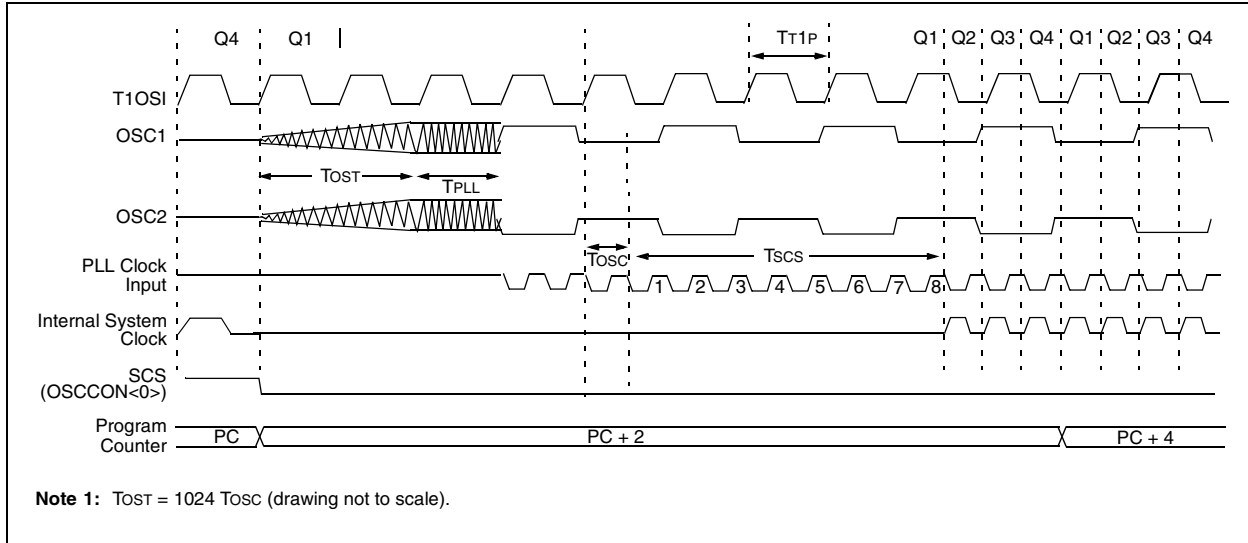 Q4 Q1 TT1P Q1 Q2 Q3 Q4 Q1 Q2 Q3 Q4
T1OSI
OSC1
TOST TPLL
OSC2
TOSC TSCS
PLL Clock
Input
1 2 3 4 5 6 7 8
Internal System
Clock
SCS
(OSCCON<0>)
Program
Counter
PC PC + 2 PC + 4
Note 1: TOST = 1024 TOSC (drawing not to scale).